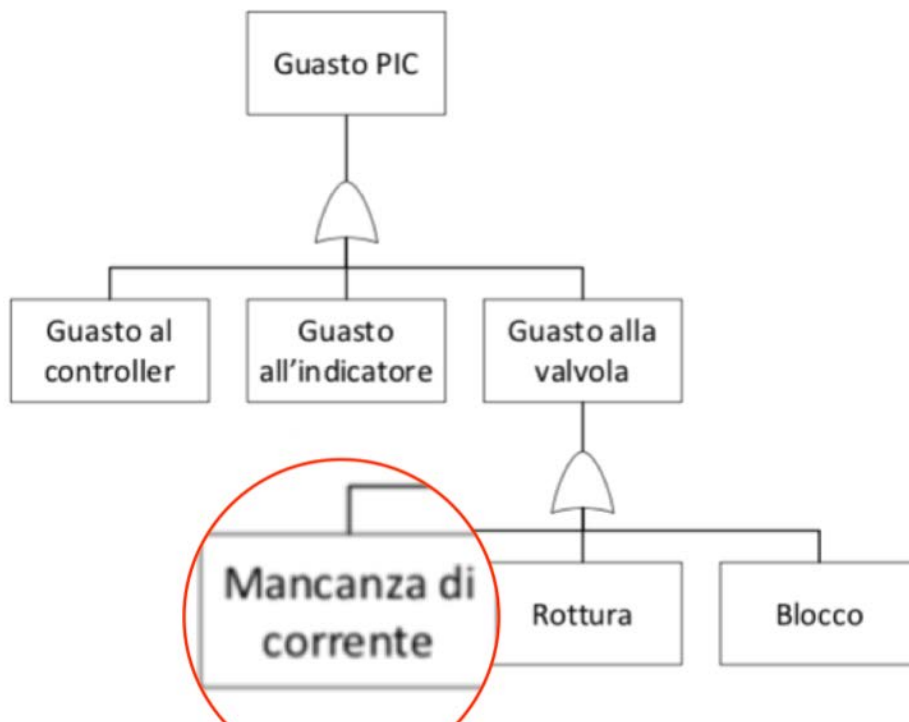 Guasto PIC
Guasto al
controller
Guasto
all'indicatore
Guasto alla
valvola
Mancanza di
corrente
Rottura
Blocco